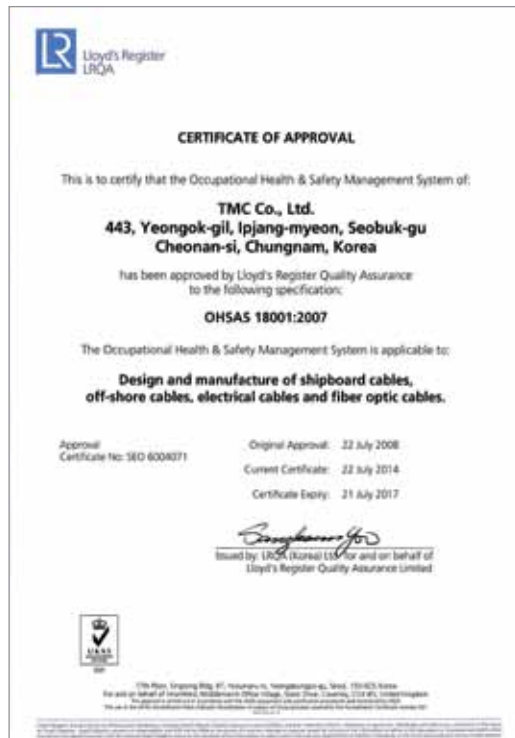 LR
Lloyd's Register
LRQA
CERTIFICATE OF APPROVAL
This is to certify that the Occupational Health & Safety Management System of:
TMC Co., Ltd.
443, Yeongok-gil, Ipjang-myeon, Seobuk-gu
Cheonan-si, Chungnam, Korea
has been approved by Lloyd's Register Quality Assurance
to the following specification:
OHSAS 18001:2007
The Occupational Health & Safety Management System is applicable to:
Design and manufacture of shipboard cables,
off-shore cables, electrical cables and fiber optic cables.
Approval
Certificate No: SEO 6004071
Original Approval: 22 July 2008
Current Certificate: 22 July 2014
Certificate Expiry: 21 July 2017
Issued by: LRQA (Korea) Ltd. for and on behalf of
Lloyd's Register Quality Assurance Limited
UKAS